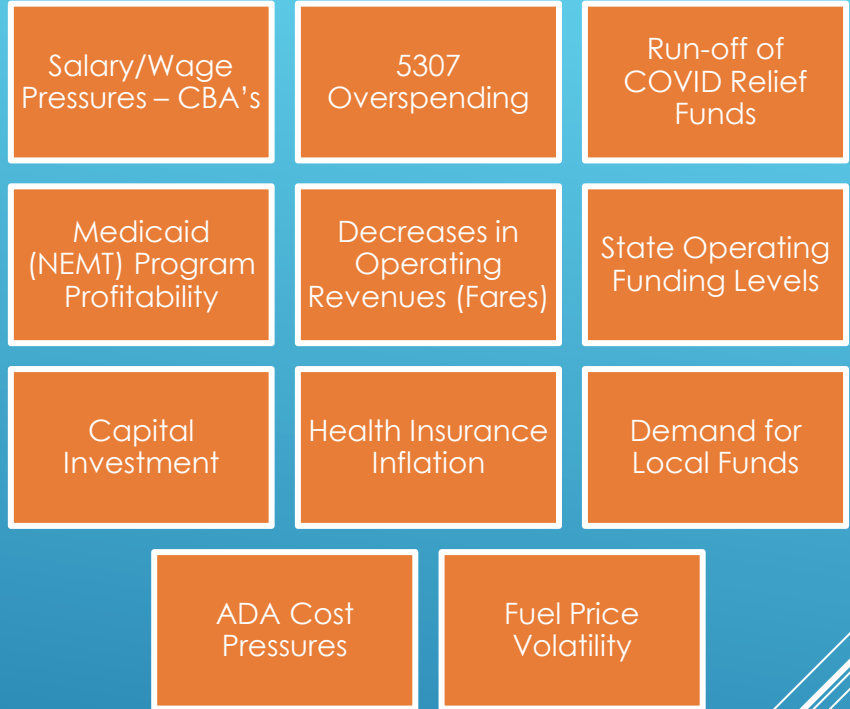 Salary/Wage
Pressures – CBA's
5307
Overspending
Run-off of
COVID Relief
Funds
Medicaid
(NEMT) Program
Profitability
Decreases in
Operating
Revenues (Fares)
State Operating
Funding Levels
Capital
Investment
Health Insurance
Inflation
Demand for
Local Funds
ADA Cost
Pressures
Fuel Price
Volatility